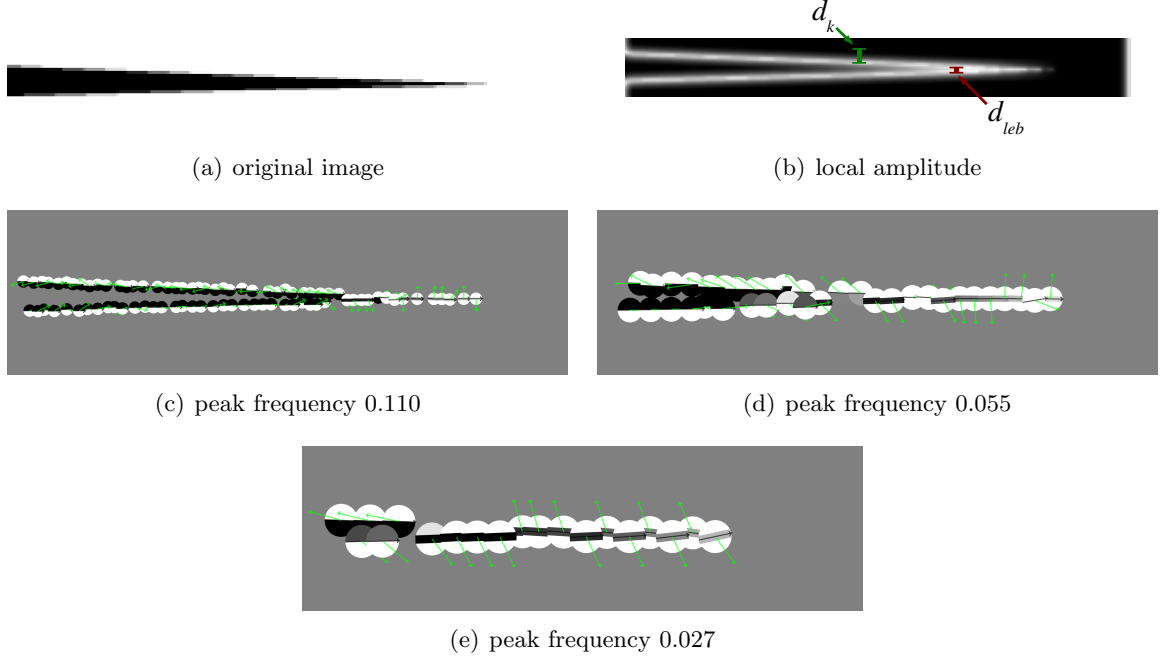 d_k
d_leb
(a) original image
(b) local amplitude
(c) peak frequency 0.110
(d) peak frequency 0.055
(e) peak frequency 0.027